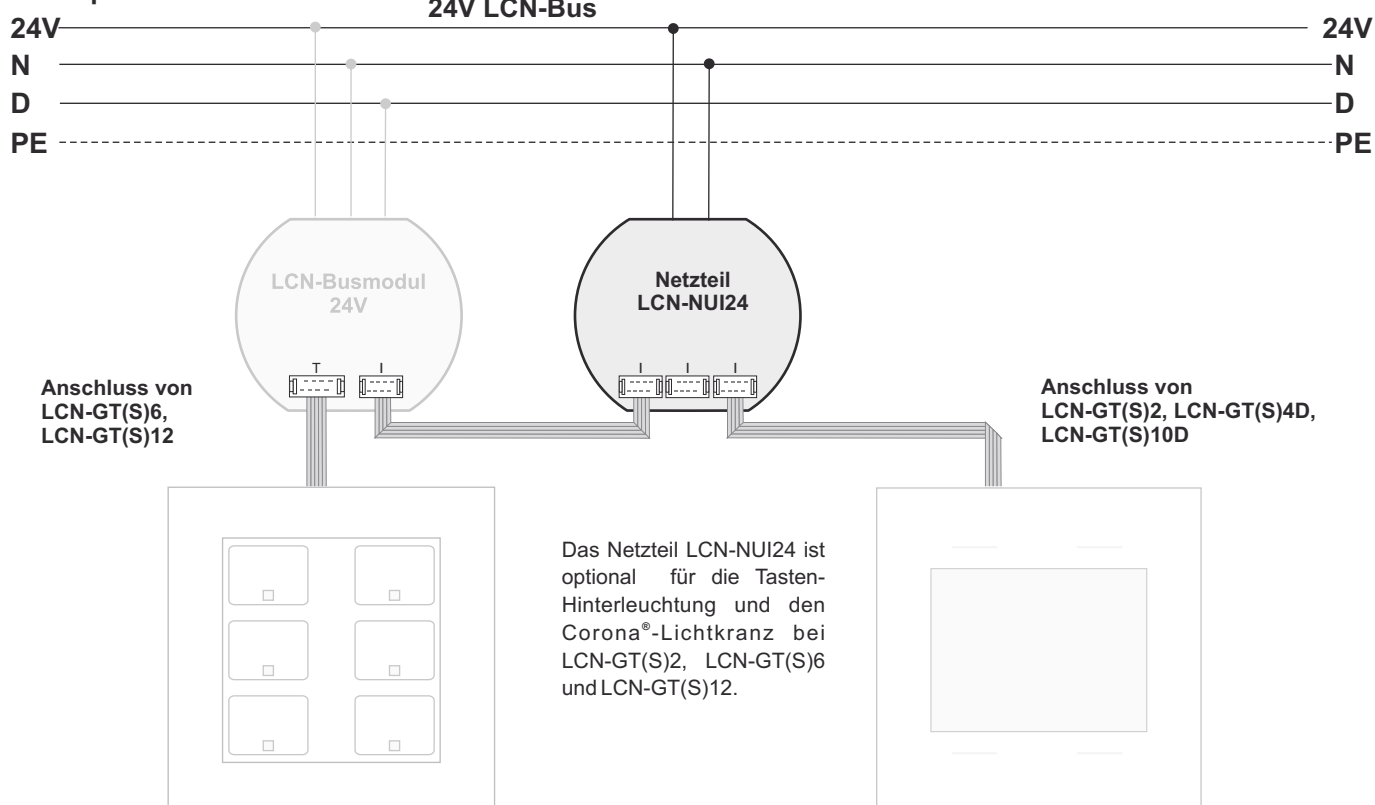 24V LCN-Bus
24V 24V
N N
D D
PE PE
LCN-Busmodul
24V
Netzteil
LCN-NUI24
T I
I I I
Anschluss von
LCN-GT(S)6,
LCN-GT(S)12
Anschluss von
LCN-GT(S)2, LCN-GT(S)4D,
LCN-GT(S)10D
Das Netzteil LCN-NUI24 ist
optional für die Tasten-
Hinterleuchtung und den
Corona®-Lichtkranz bei
LCN-GT(S)2, LCN-GT(S)6
und LCN-GT(S)12.